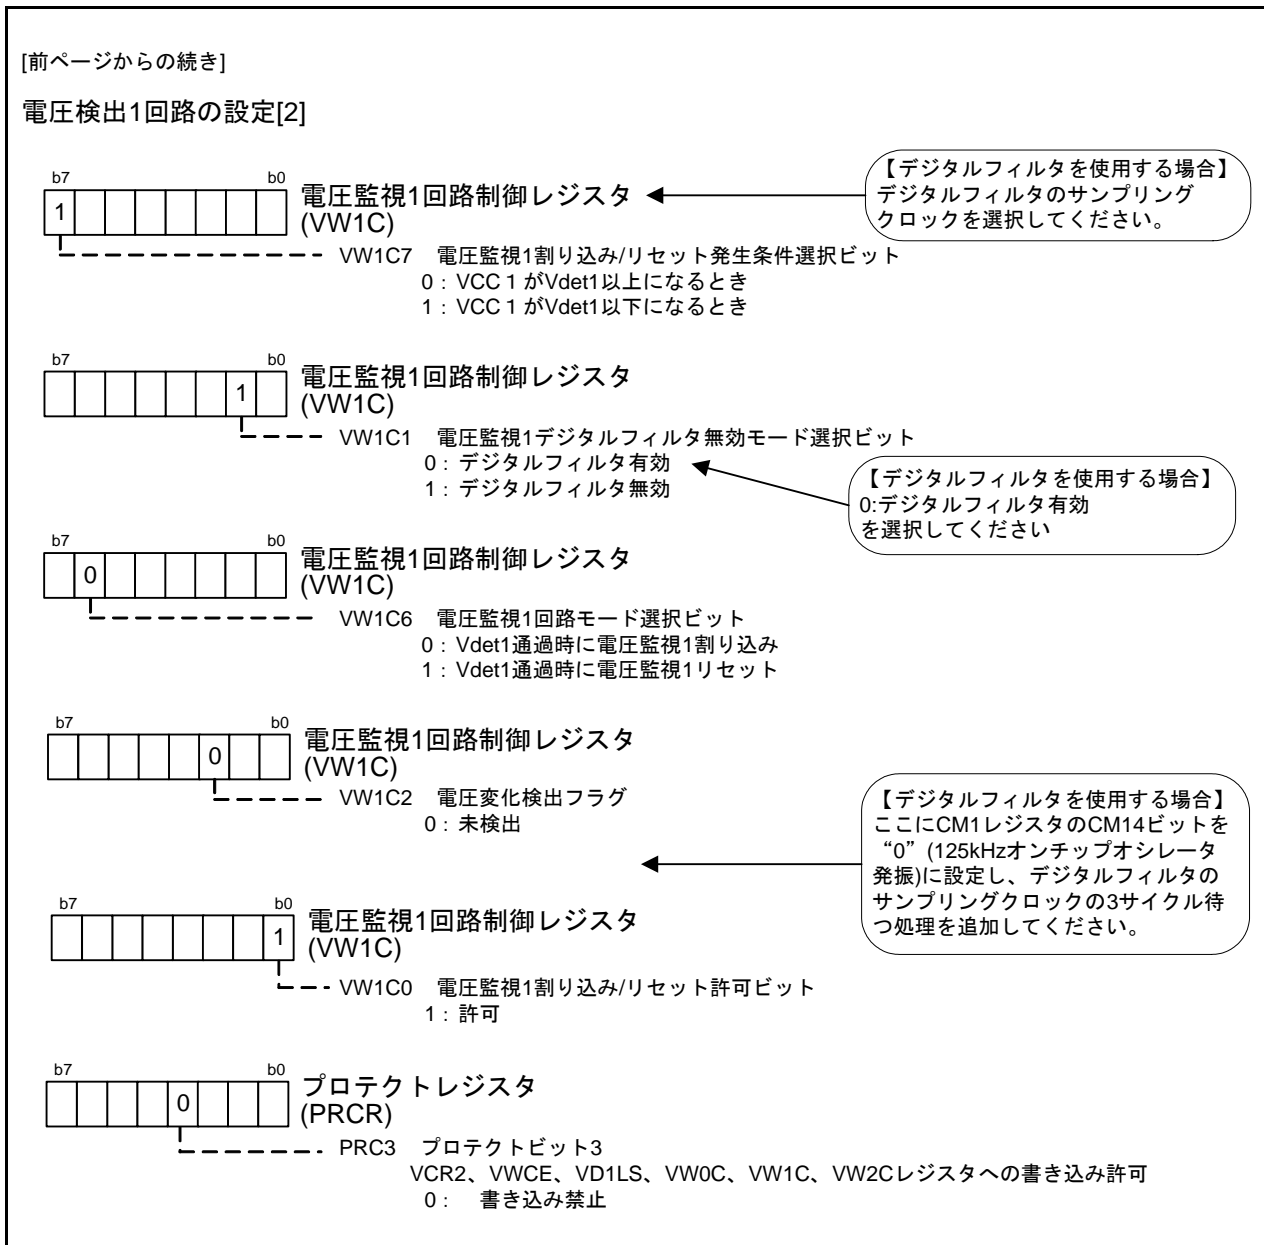 [前ページからの続き]
電圧検出1回路の設定[2]
b7 b0
1
電圧監視1回路制御レジスタ
(VW1C)
【デジタルフィルタを使用する場合】
デジタルフィルタのサンプリング
クロックを選択してください。
VW1C7 電圧監視1割り込み/リセット発生条件選択ビット
0：VCC１がVdet1以上になるとき
1：VCC１がVdet1以下になるとき
b7 b0
1
電圧監視1回路制御レジスタ
(VW1C)
VW1C1 電圧監視1デジタルフィルタ無効モード選択ビット
0：デジタルフィルタ有効
1：デジタルフィルタ無効
【デジタルフィルタを使用する場合】
0:デジタルフィルタ有効
を選択してください
b7 b0
0
電圧監視1回路制御レジスタ
(VW1C)
VW1C6 電圧監視1回路モード選択ビット
0：Vdet1通過時に電圧監視1割り込み
1：Vdet1通過時に電圧監視1リセット
b7 b0
0
電圧監視1回路制御レジスタ
(VW1C)
VW1C2 電圧変化検出フラグ
0：未検出
【デジタルフィルタを使用する場合】
ここにCM1レジスタのCM14ビットを
“0”(125kHzオンチップオシレータ
発振)に設定し、デジタルフィルタの
サンプリングクロックの3サイクル待
つ処理を追加してください。
b7 b0
1
電圧監視1回路制御レジスタ
(VW1C)
VW1C0 電圧監視1割り込み/リセット許可ビット
1：許可
b7 b0
0
プロテクトレジスタ
(PRCR)
PRC3 プロテクトビット3
VCR2、VWCE、VD1LS、VW0C、VW1C、VW2Cレジスタへの書き込み許可
0： 書き込み禁止